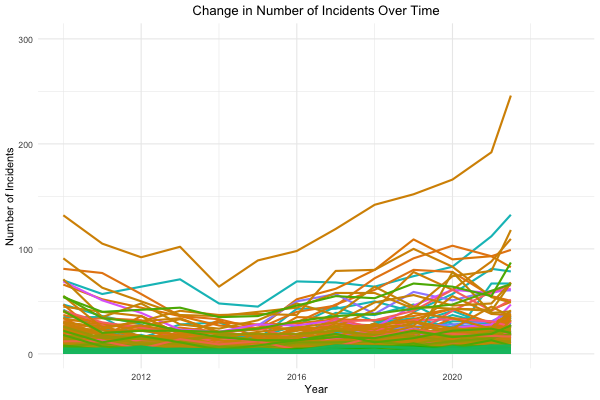 Change in Number of Incidents Over Time
300
200
100
0
Number of Incidents
2012
2016
2020
Year